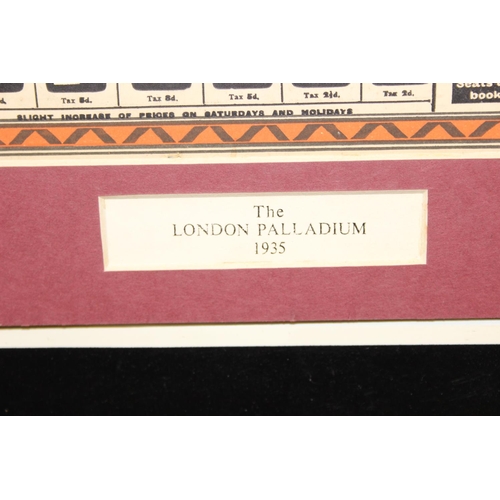 Tax 8d. Tax 8d. Tax 5d. Tax 2½d. Tax 2d.
book
SLIGHT INCREASE OF PRICES ON SATURDAYS AND HOLIDAYS
The
LONDON PALLADIUM
1935